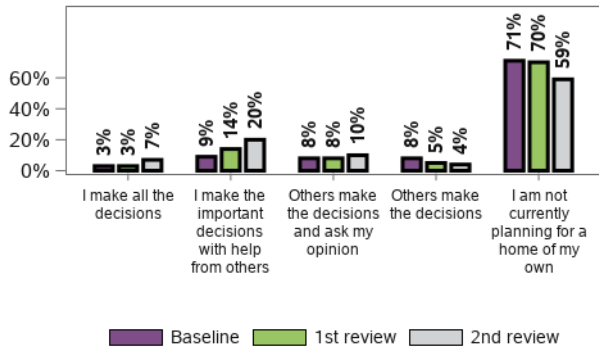 71%
70%
59%
60%
40%
20%
0%
3%
3%
7%
9%
14%
20%
8%
8%
10%
8%
5%
4%
I make all the
decisions
I make the
important
decisions
with help
from others
Others make
the decisions
and ask my
opinion
Others make
the decisions
I am not
currently
planning for a
home of my
own
Baseline
1st review
2nd review